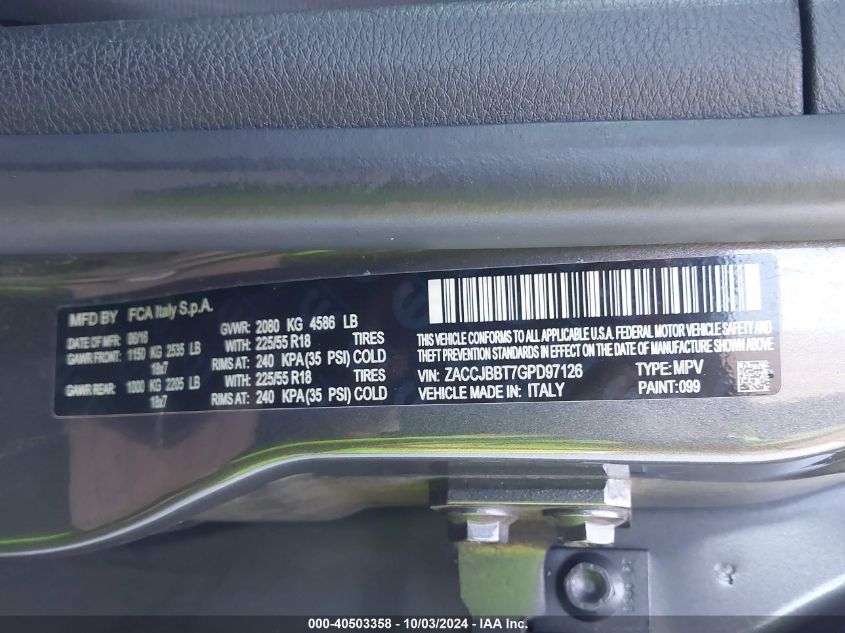 MFD BY FCA Italy S.p.A.
DATE OF MFR: 06/16 GVWR: 2080 KG 4586 LB
GAWR FRONT: 1150 KG 2535 LB WITH: 225/55 R18 TIRES
18x7 RIMS AT: 240 KPA(35 PSI) COLD
GAWR REAR: 1000 KG 2205 LB WITH: 225/55 R18 TIRES
18x7 RIMS AT: 240 KPA(35 PSI) COLD
THIS VEHICLE CONFORMS TO ALL APPLICABLE U.S.A. FEDERAL MOTOR VEHICLE SAFETY AND
THEFT PREVENTION STANDARDS IN EFFECT ON THE DATE OF MANUFACTURE SHOWN ABOVE.
VIN: ZACCJBBT7GPD97126 TYPE: MPV
VEHICLE MADE IN: ITALY PAINT: 099
000-40503358 - 10/03/2024 - IAA Inc.